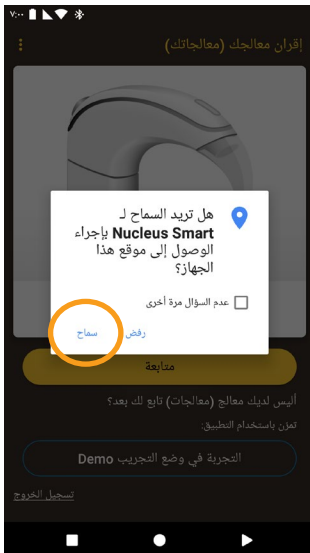 ٧:٠٠
إقران معالجك (معالجاتك)
هل تريد السماح لـ
Nucleus Smart بإجراء
الوصول إلى موقع هذا
الجهاز؟
عدم السؤال مرة أخرى
رفض
سماح
متابعة
أليس لديك معالج (معالجات) تابع لك بعد؟
تمرّن باستخدام التطبيق:
التجربة في وضع التجريب Demo
تسجيل الخروج